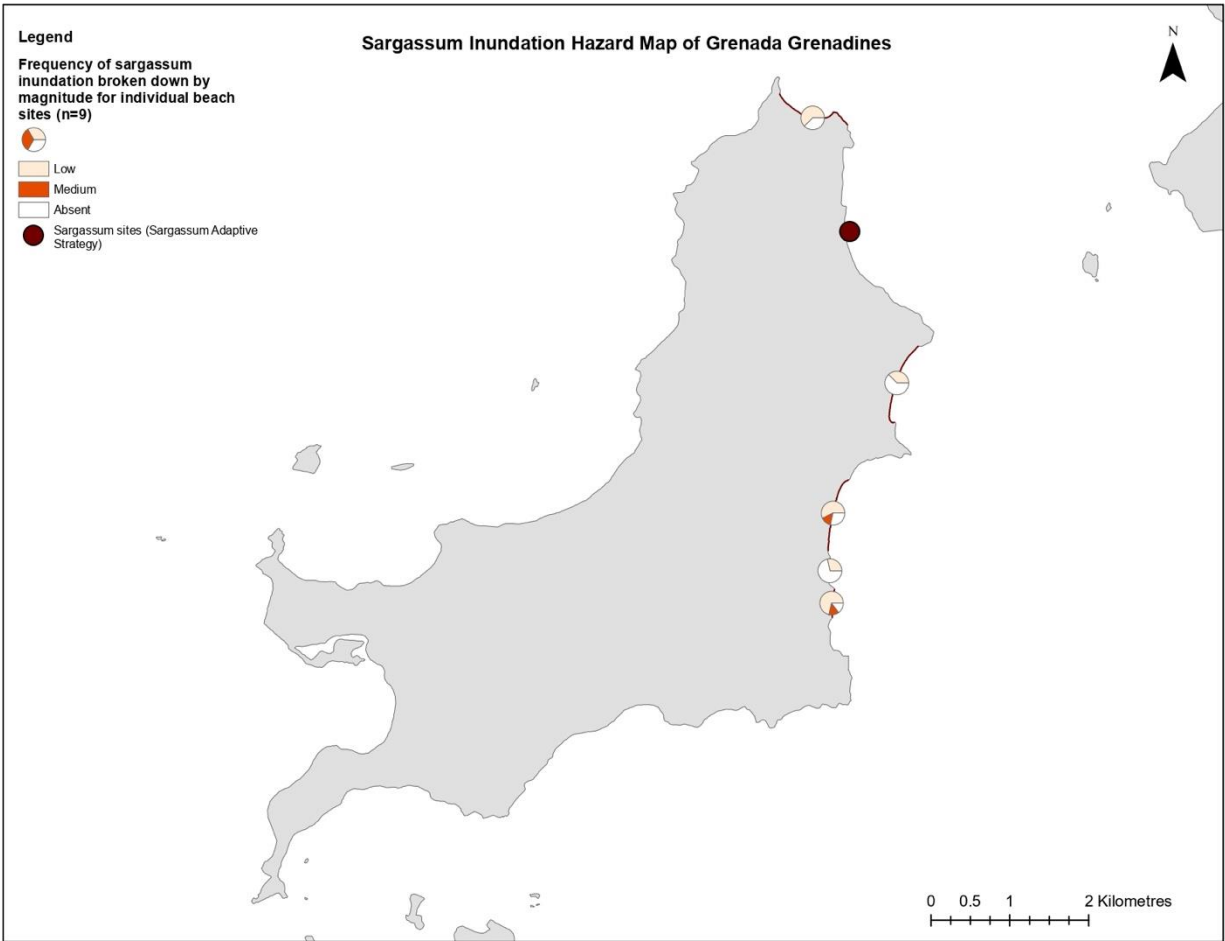 Legend
Sargassum Inundation Hazard Map of Grenada Grenadines
N
Frequency of sargassum
inundation broken down by
magnitude for individual beach
sites (n=9)
Low
Medium
Absent
Sargassum sites (Sargassum Adaptive
Strategy)
0 0.5 1 2 Kilometres